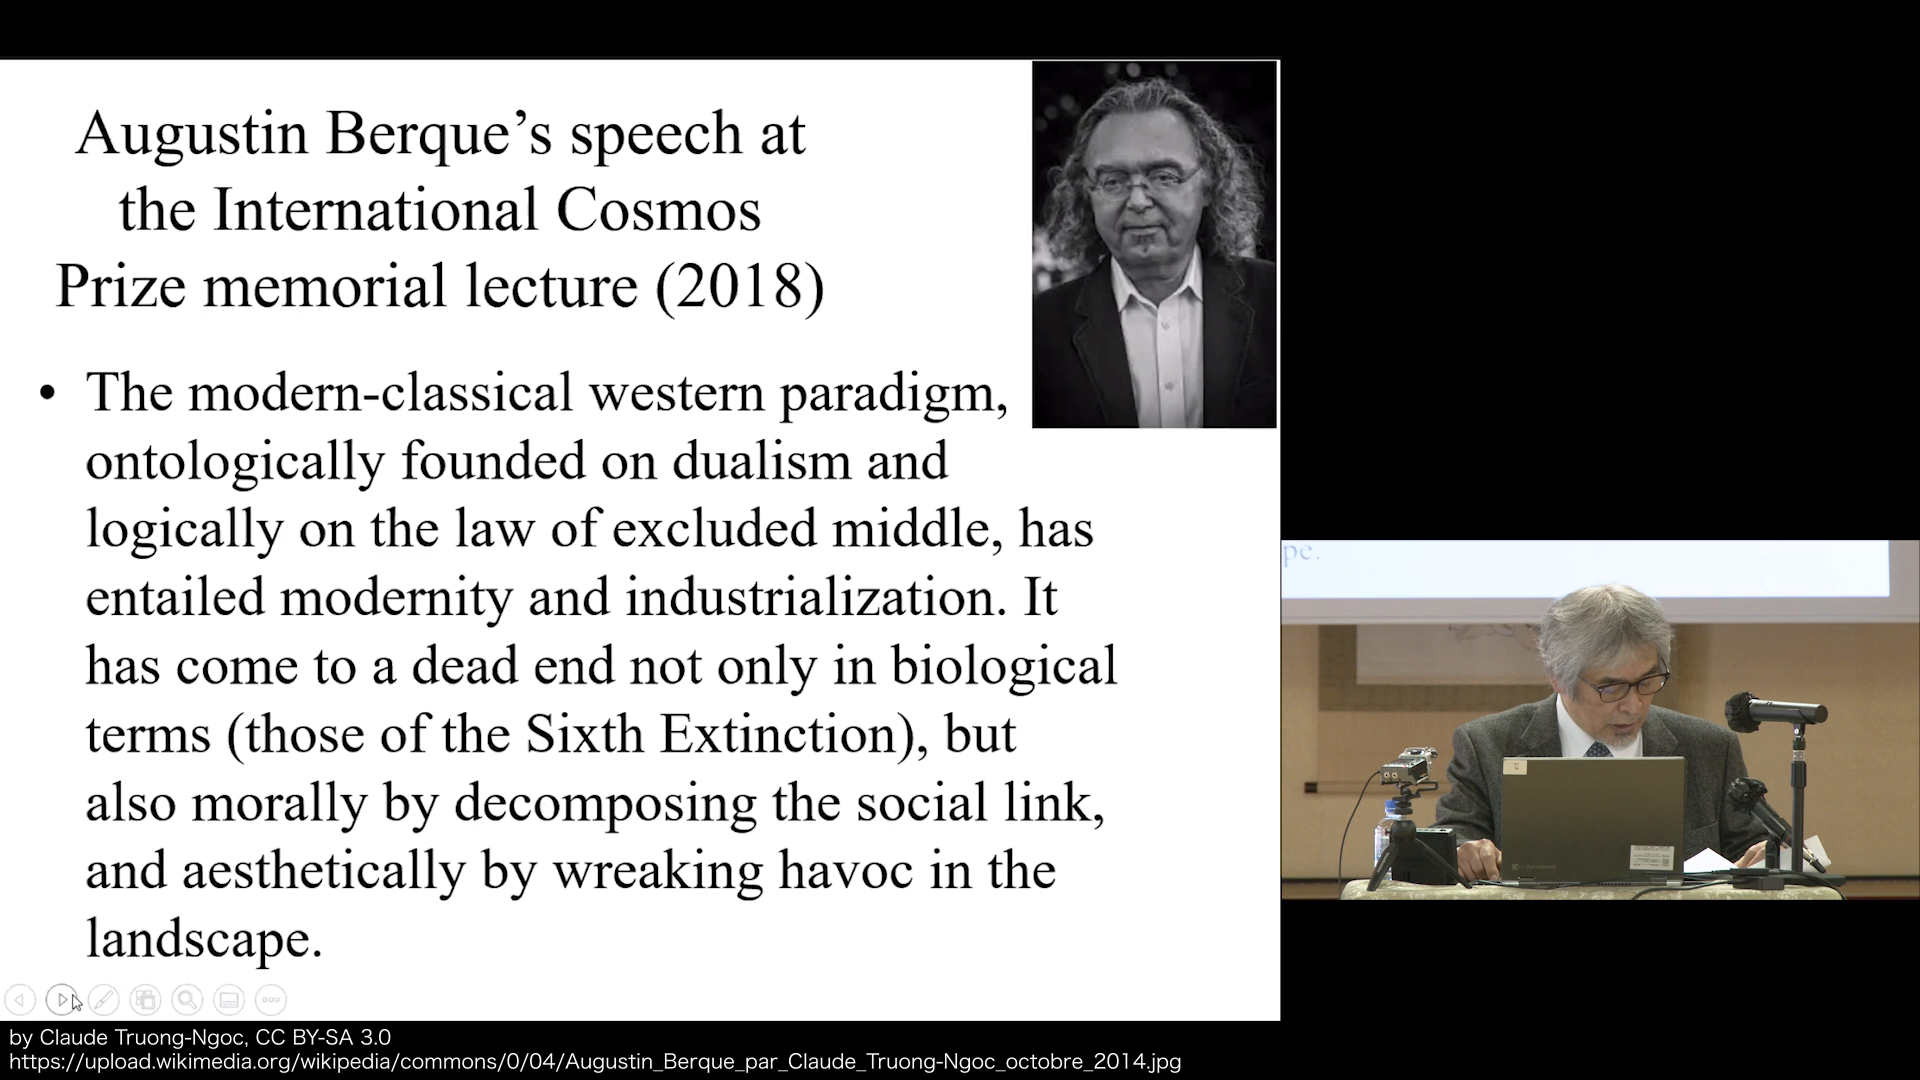 Augustin Berque’s speech at
the International Cosmos
Prize memorial lecture (2018)
• The modern-classical western paradigm,
ontologically founded on dualism and
logically on the law of excluded middle, has
entailed modernity and industrialization. It
has come to a dead end not only in biological
terms (those of the Sixth Extinction), but
also morally by decomposing the social link,
and aesthetically by wreaking havoc in the
landscape.
pe.
by Claude Truong-Ngoc, CC BY-SA 3.0
https://upload.wikimedia.org/wikipedia/commons/0/04/Augustin_Berque_par_Claude_Truong-Ngoc_octobre_2014.jpg